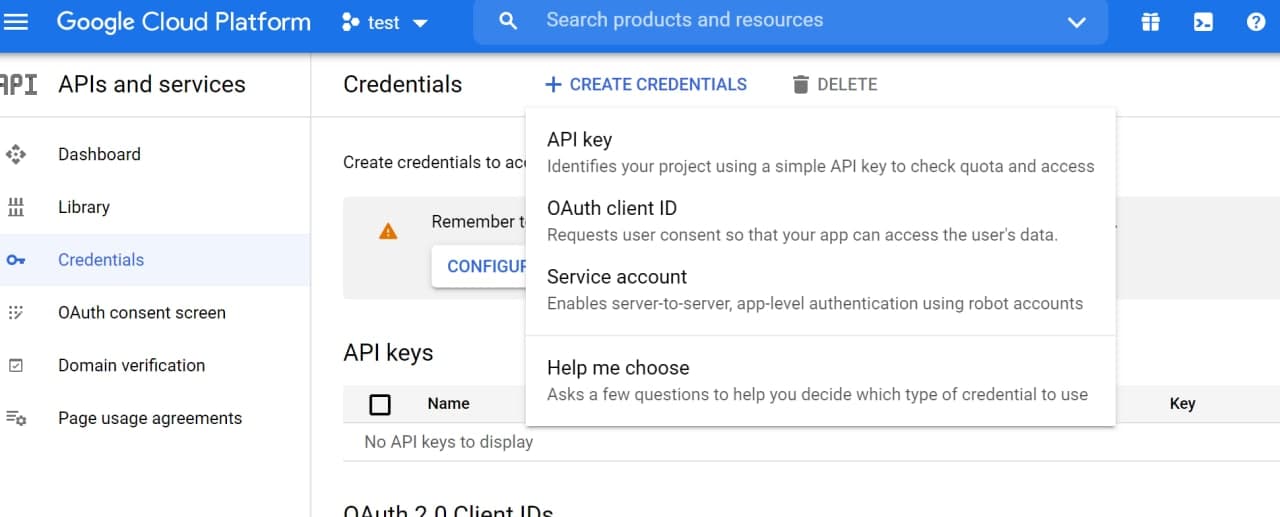 Google Cloud Platform
test
Search products and resources
API
APIs and services
Credentials
CREATE CREDENTIALS
DELETE
Dashboard
Library
Credentials
OAuth consent screen
Domain verification
Page usage agreements
Create credentials to
Remember
API key
Identifies your project using a simple API key to check quota and access
OAuth client ID
Requests user consent so that your app can access the user's data.
Service account
Enables server-to-server, app-level authentication using robot accounts
Help me choose
Asks a few questions to help you decide which type of credential to use
API keys
Name
Key
No API keys to display
OAuth 2.0 Client IDs